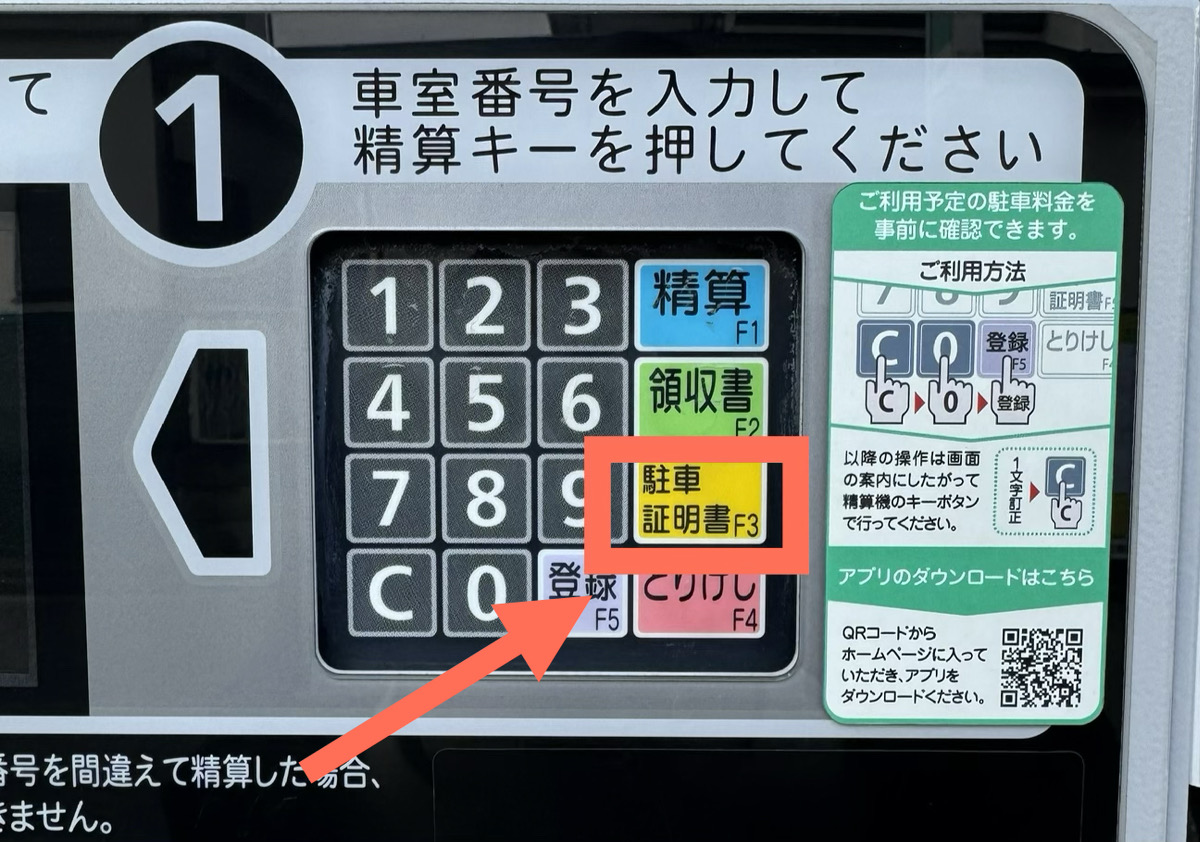 て
1
車室番号を入力して
精算キーを押してください
1 2 3 精算 F1
4 5 6 領収書 F2
7 8 9 駐車
証明書 F3
C 0 登録 F5 とりけし F4
ご利用予定の駐車料金を
事前に確認できます。
ご利用方法
7 8 9 証明書
C 0 登録 F5 とりけし
C 0 登録
以降の操作は画面
の案内にしたがって
精算機のキーボタン
で行ってください。
1文字訂正
C
C
アプリのダウンロードはこちら
QRコードから
ホームページに入って
いただき、アプリを
ダウンロードください。
番号を間違えて精算した場合、
きません。